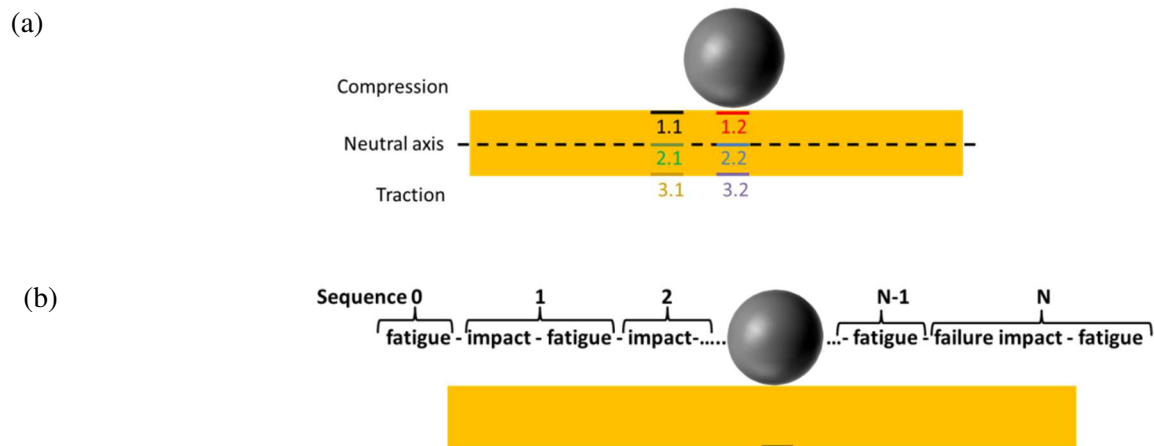 (a)
Compression
1.1 1.2
Neutral axis
2.1 2.2
3.1 3.2
Traction
(b)
Sequence 0 1 2 N-1 N
fatigue - impact - fatigue - impact-..... ...- fatigue - failure impact - fatigue